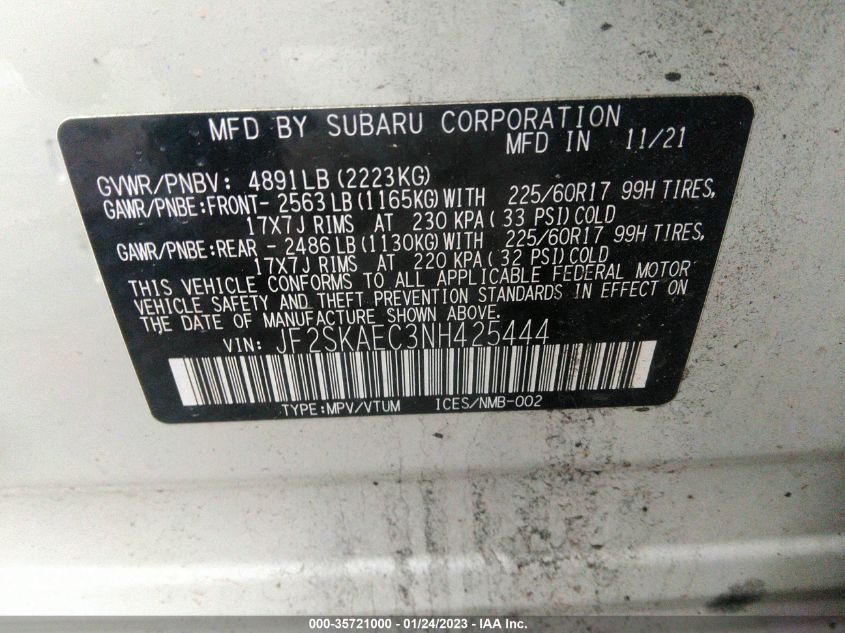 MFD BY SUBARU CORPORATION
MFD IN 11/21
GVWR/PNBV: 4891LB(2223KG)
GAWR/PNBE:FRONT- 2563LB(1165KG)WITH 225/60R17 99H TIRES,
17X7J RIMS AT 230 KPA( 33 PSI)COLD
GAWR/PNBE:REAR - 2486LB(1130KG)WITH 225/60R17 99H TIRES,
17X7J RIMS AT 220 KPA( 32 PSI)COLD
THIS VEHICLE CONFORMS TO ALL APPLICABLE FEDERAL MOTOR
VEHICLE SAFETY AND THEFT PREVENTION STANDARDS IN EFFECT ON
THE DATE OF MANUFACTURE SHOWN ABOVE
VIN: JF2SKAEC3NH425444
TYPE:MPV/VTUM ICES/NMB-002
000-35721000 - 01/24/2023 - IAA Inc.